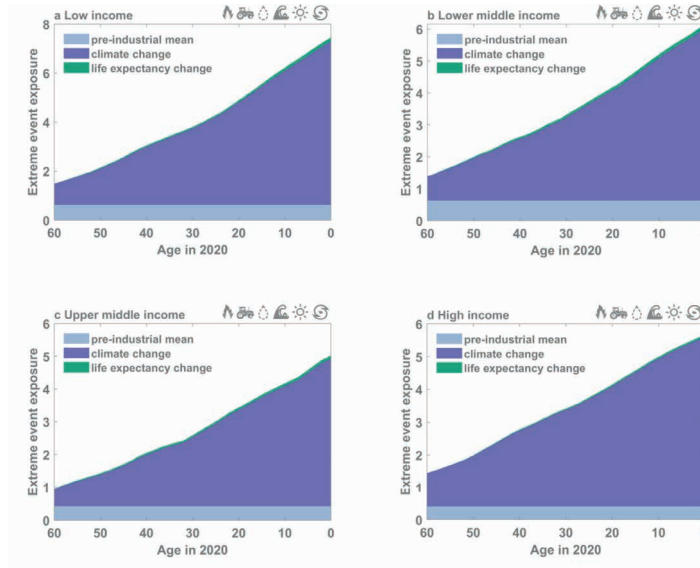 a Low income
Extreme event exposure
8
6
4
2
0
pre-industrial mean
climate change
life expectancy change
60 50 40 30 20 10 0
Age in 2020
b Lower middle income
Extreme event exposure
6
5
4
3
2
1
0
pre-industrial mean
climate change
life expectancy change
60 50 40 30 20 10
Age in 2020
c Upper middle income
Extreme event exposure
6
5
4
3
2
1
0
pre-industrial mean
climate change
life expectancy change
60 50 40 30 20 10 0
Age in 2020
d High income
Extreme event exposure
6
5
4
3
2
1
0
pre-industrial mean
climate change
life expectancy change
60 50 40 30 20 10
Age in 2020